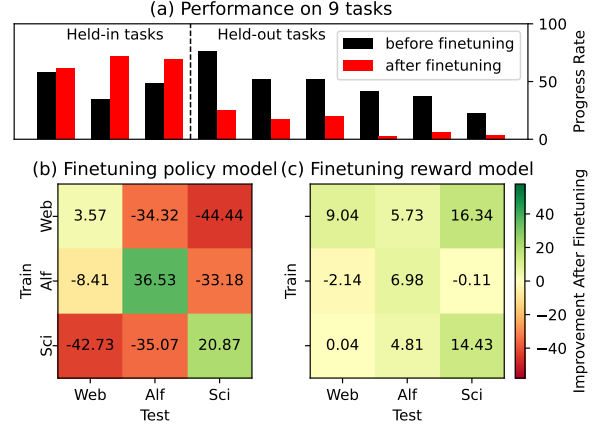 (a) Performance on 9 tasks
Held-in tasks
Held-out tasks
before finetuning
after finetuning
100
50
0
Progress Rate
(b) Finetuning policy model
Web
Alf
Sci
Train
3.57 -34.32 -44.44
-8.41 36.53 -33.18
-42.73 -35.07 20.87
Web Alf Sci
Test
(c) Finetuning reward model
Train
9.04 5.73 16.34
-2.14 6.98 -0.11
0.04 4.81 14.43
Web Alf Sci
Test
40
20
0
−20
−40
Improvement After Finetuning